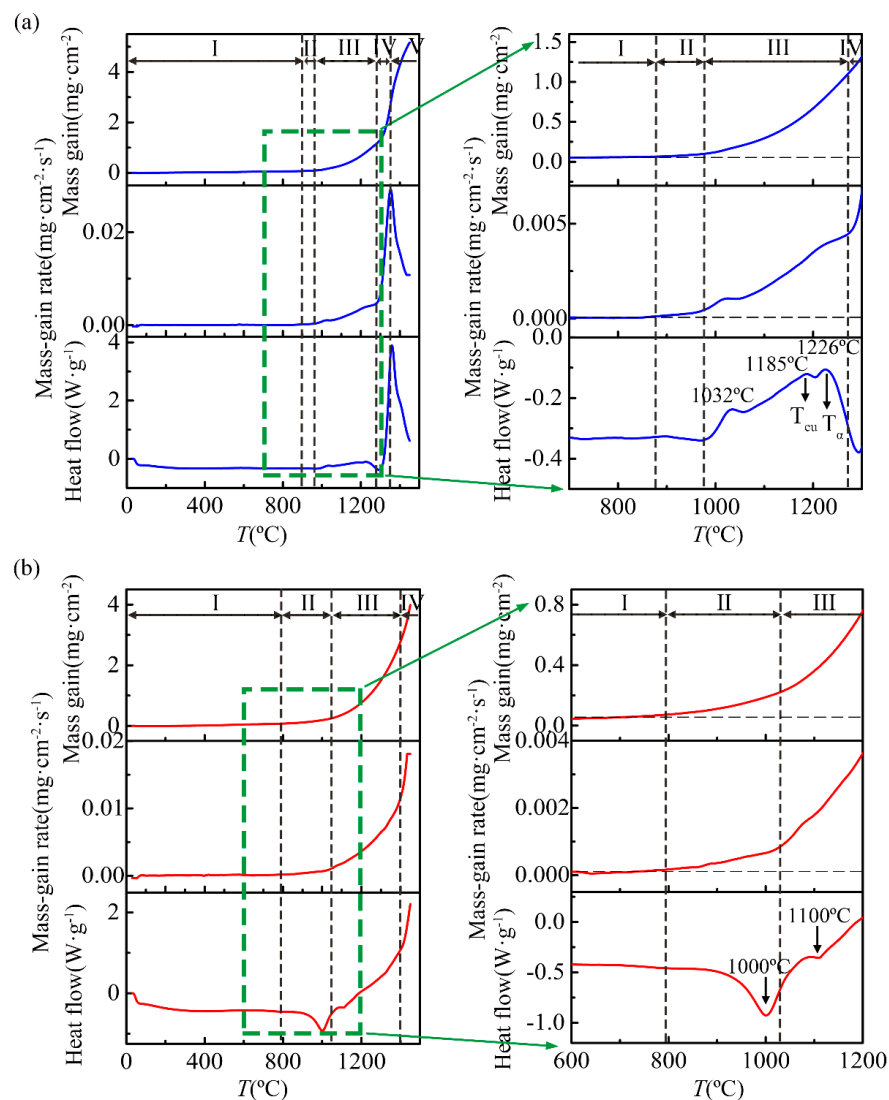 (a)
I II III IV V
Mass gain(mg·cm⁻²)
4
2
0
Mass-gain rate(mg·cm⁻²·s⁻¹)
0.02
0.00
Heat flow(W·g⁻¹)
4
2
0
0 400 800 1200
T(ºC)
I II III IV
Mass gain(mg·cm⁻²)
1.5
1.0
0.5
0.0
Mass-gain rate(mg·cm⁻²·s⁻¹)
0.005
0.000
Heat flow(W·g⁻¹)
0.0
-0.2
-0.4
1032ºC
1185ºC
1226ºC
Tcu
Tα
600 800 1000 1200
T(ºC)
(b)
I II III IV
Mass gain(mg·cm⁻²)
4
2
0
Mass-gain rate(mg·cm⁻²·s⁻¹)
0.02
0.01
0.00
Heat flow(W·g⁻¹)
2
0
0 400 800 1200
T(ºC)
I II III
Mass gain(mg·cm⁻²)
0.8
0.4
0.0
Mass-gain rate(mg·cm⁻²·s⁻¹)
0.004
0.002
0.000
Heat flow(W·g⁻¹)
0.0
-0.5
-1.0
1000ºC
1100ºC
600 800 1000 1200
T(ºC)